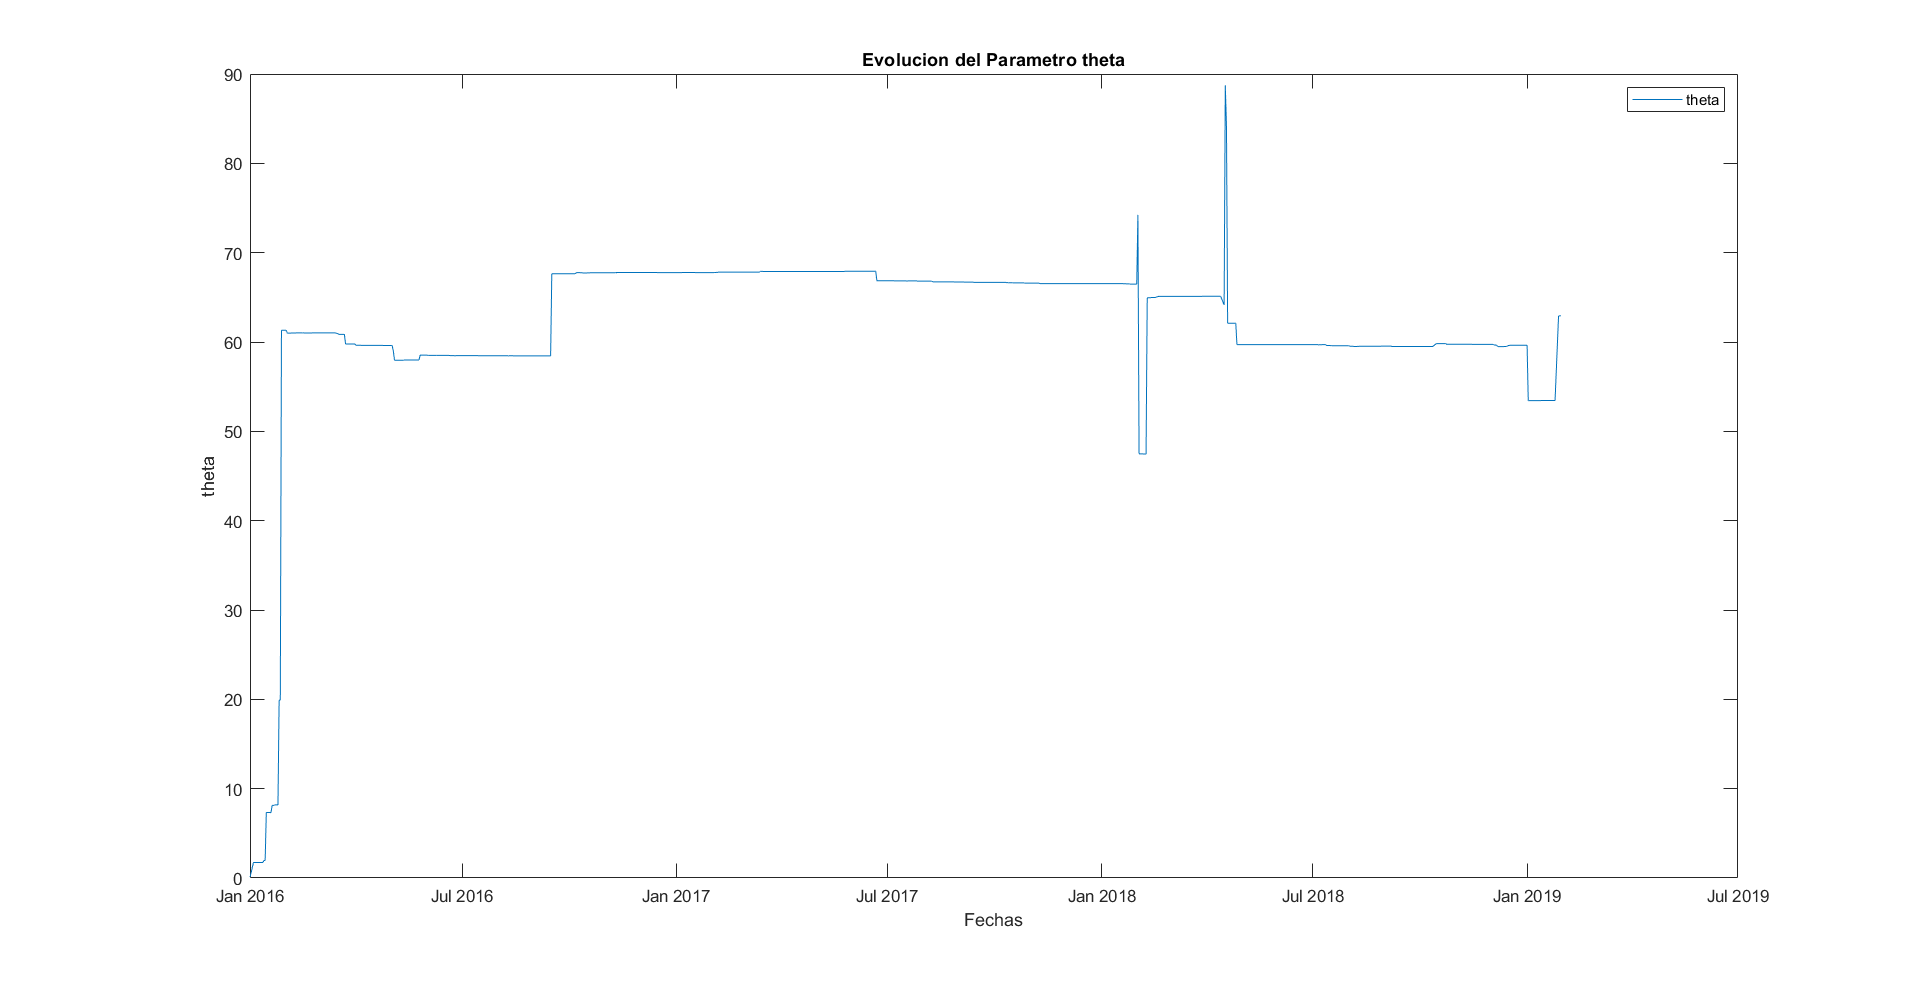 Evolucion del Parametro theta
theta
90
80
70
60
50
40
30
20
10
0
theta
Jan 2016
Jul 2016
Jan 2017
Jul 2017
Jan 2018
Jul 2018
Jan 2019
Jul 2019
Fechas